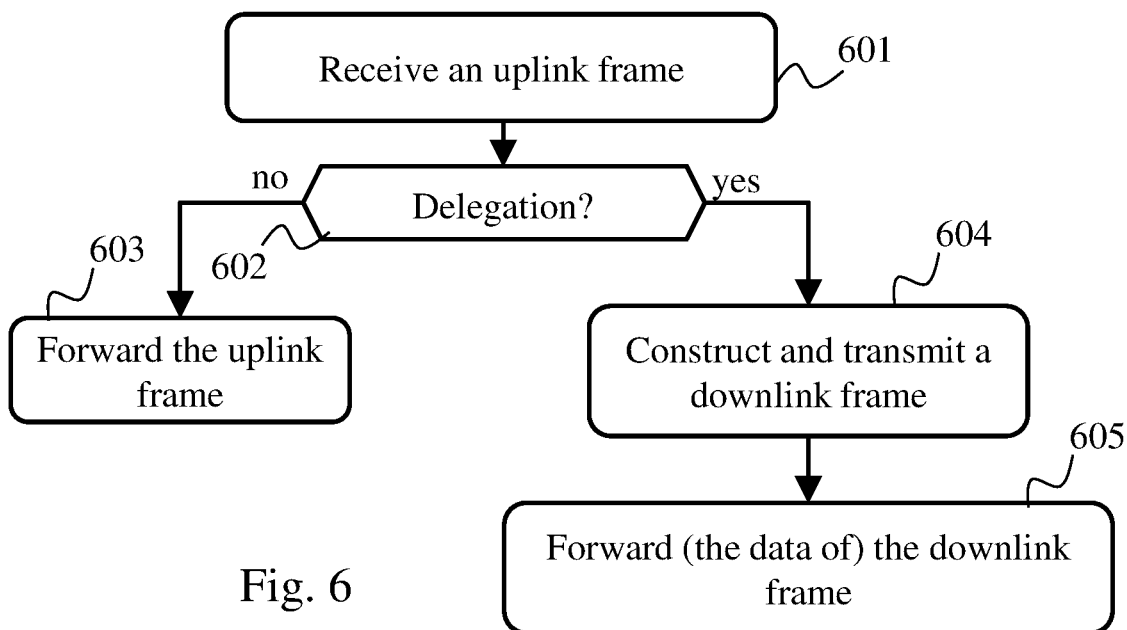 Receive an uplink frame
601
no
Delegation?
yes
602
603
604
Forward the uplink
frame
Construct and transmit a
downlink frame
605
Forward (the data of) the downlink
frame
Fig. 6